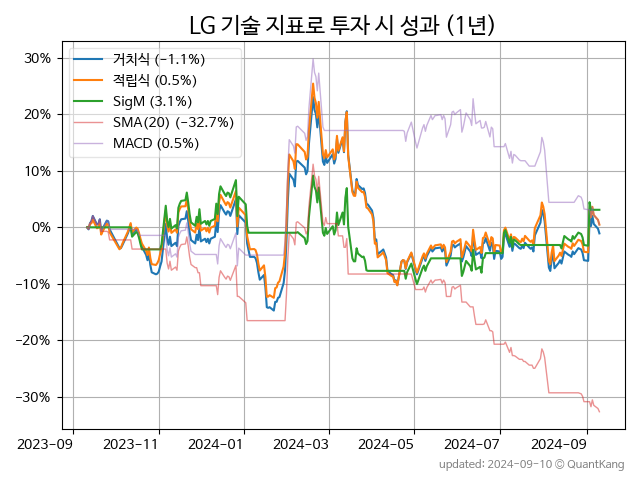 LG 기술 지표로 투자 시 성과 (1년)
거치식 (−1.1%)
적립식 (0.5%)
SigM (3.1%)
SMA(20) (−32.7%)
MACD (0.5%)
30%
20%
10%
0%
−10%
−20%
−30%
2023-09 2023-11 2024-01 2024-03 2024-05 2024-07 2024-09
updated: 2024-09-10 ⓒ QuantKang